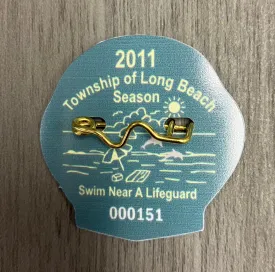 2011
Township of Long Beach
Season
Swim Near A Lifeguard
000151